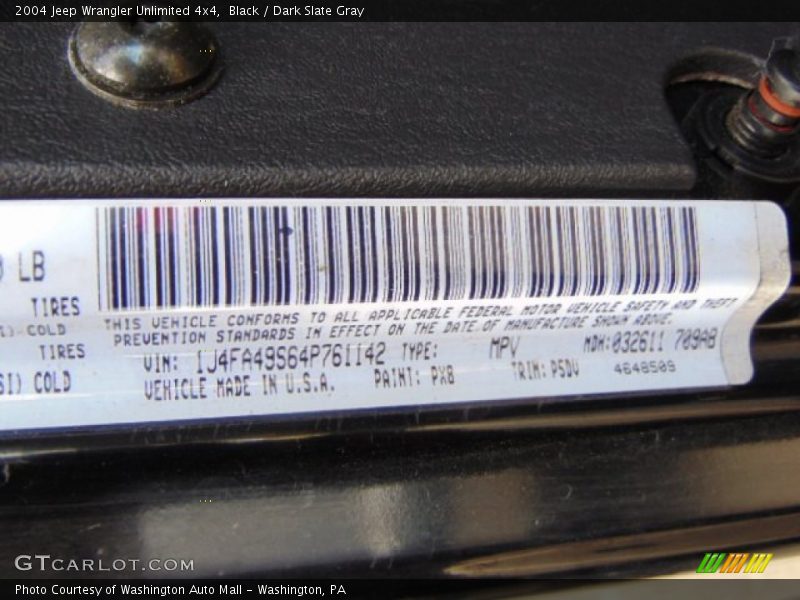 2004 Jeep Wrangler Unlimited 4x4, Black / Dark Slate Gray
LB
TIRES
COLD
TIRES
SI) COLD
THIS VEHICLE CONFORMS TO ALL APPLICABLE FEDERAL MOTOR VEHICLE SAFETY AND THEFT
PREVENTION STANDARDS IN EFFECT ON THE DATE OF MANUFACTURE SHOWN ABOVE.
VIN: 1J4FA49S64P761142 TYPE: MPV MDH:032611 709AB
VEHICLE MADE IN U.S.A. PAINT: PX8 TRIM: P5DV 4648509
GTCARLOT.COM
Photo Courtesy of Washington Auto Mall - Washington, PA